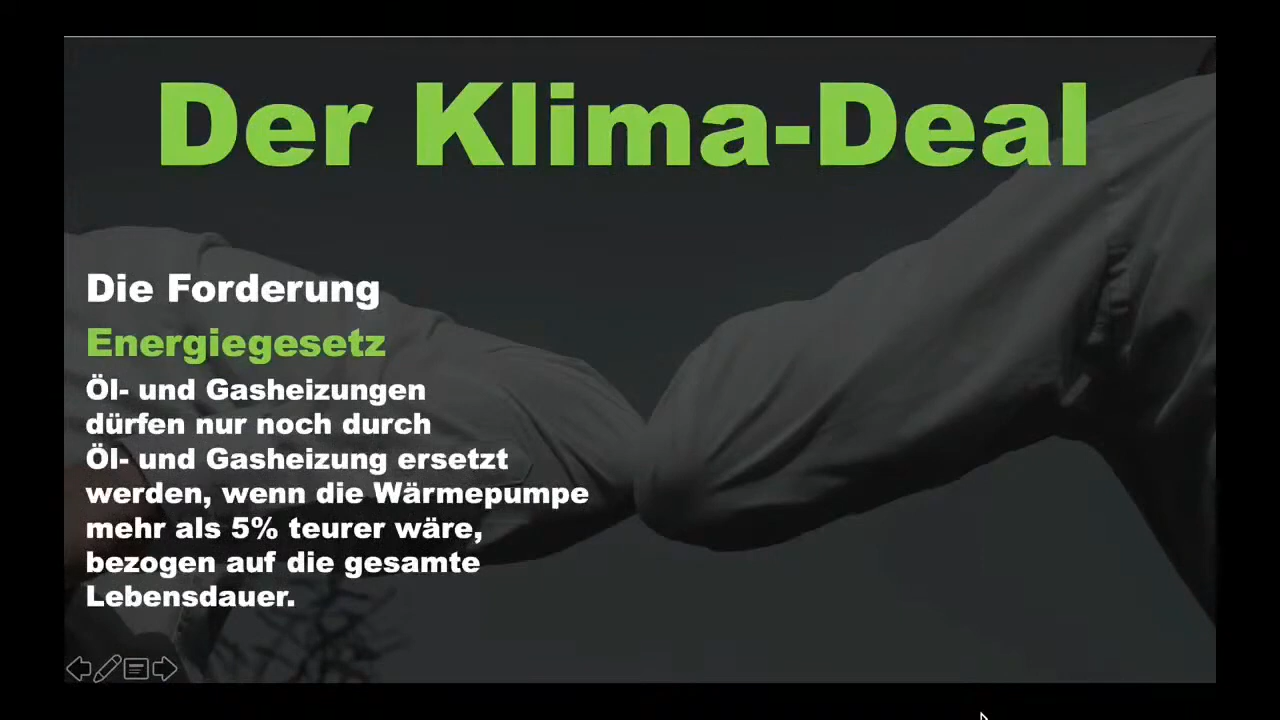 Der Klima-Deal
Die Forderung
Energiegesetz
Öl- und Gasheizungen
dürfen nur noch durch
Öl- und Gasheizung ersetzt
werden, wenn die Wärmepumpe
mehr als 5% teurer wäre,
bezogen auf die gesamte
Lebensdauer.